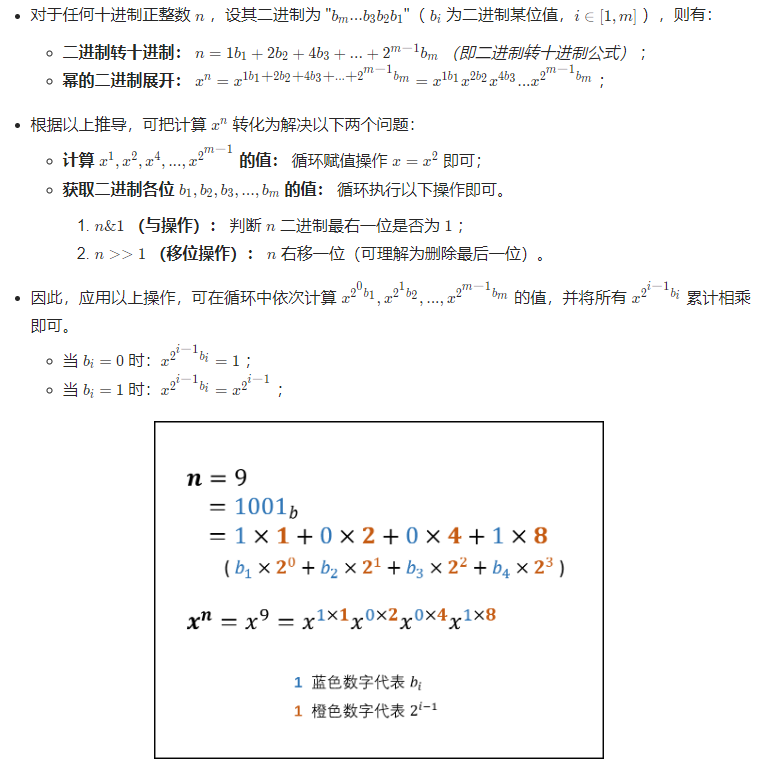 • 对于任何十进制正整数 n ，设其二进制为 "b_m...b_3b_2b_1"（ b_i 为二进制某位值，i ∈ [1, m] ），则有：
◦ 二进制转十进制： n = 1b_1 + 2b_2 + 4b_3 + ... + 2^{m−1}b_m （即二进制转十进制公式） ；
◦ 幂的二进制展开： x^n = x^{1b_1+2b_2+4b_3+...+2^{m−1}b_m} = x^{1b_1}x^{2b_2}x^{4b_3}...x^{2^{m−1}b_m} ；
• 根据以上推导，可把计算 x^n 转化为解决以下两个问题：
◦ 计算 x^1, x^2, x^4, ..., x^{2^{m−1}} 的值： 循环赋值操作 x = x^2 即可；
◦ 获取二进制各位 b_1, b_2, b_3, ..., b_m 的值： 循环执行以下操作即可。
1. n&1 （与操作）： 判断 n 二进制最右一位是否为 1 ；
2. n >> 1 （移位操作）： n 右移一位（可理解为删除最后一位）。
• 因此，应用以上操作，可在循环中依次计算 x^{2^0b_1}, x^{2^1b_2}, ..., x^{2^{m−1}b_m} 的值，并将所有 x^{2^{i−1}b_i} 累计相乘
即可。
◦ 当 b_i = 0 时：x^{2^{i−1}b_i} = 1 ；
◦ 当 b_i = 1 时：x^{2^{i−1}b_i} = x^{2^{i−1}} ；
n = 9
= 1001_b
= 1 × 1 + 0 × 2 + 0 × 4 + 1 × 8
( b_1 × 2^0 + b_2 × 2^1 + b_3 × 2^2 + b_4 × 2^3 )
x^n = x^9 = x^{1×1}x^{0×2}x^{0×4}x^{1×8}
1 蓝色数字代表 b_i
1 橙色数字代表 2^{i−1}